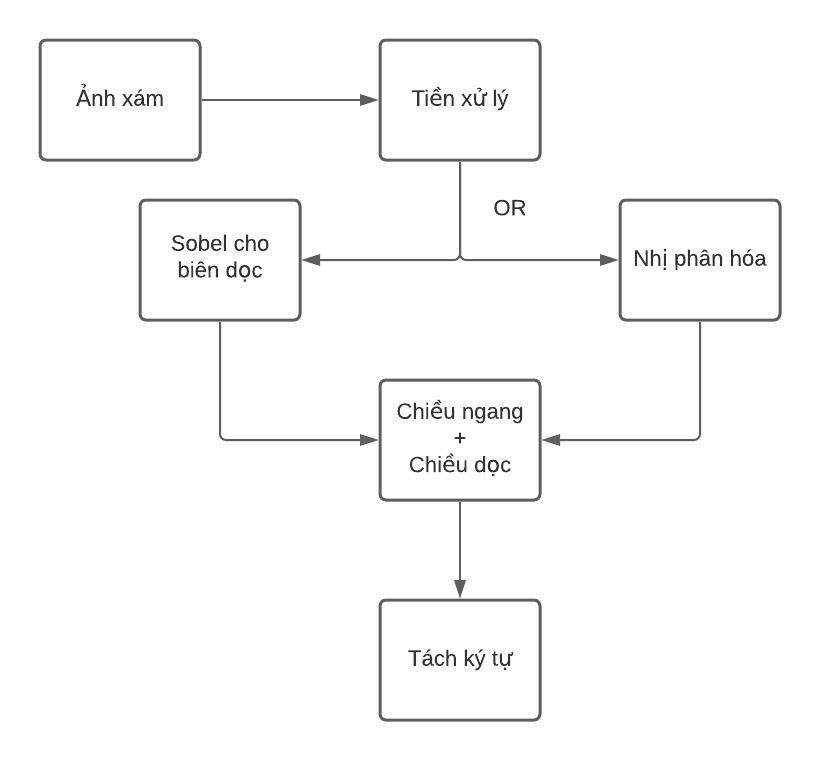 Ảnh xám
Tiền xử lý
OR
Sobel cho
biên dọc
Nhị phân hóa
Chiều ngang
+
Chiều dọc
Tách ký tự